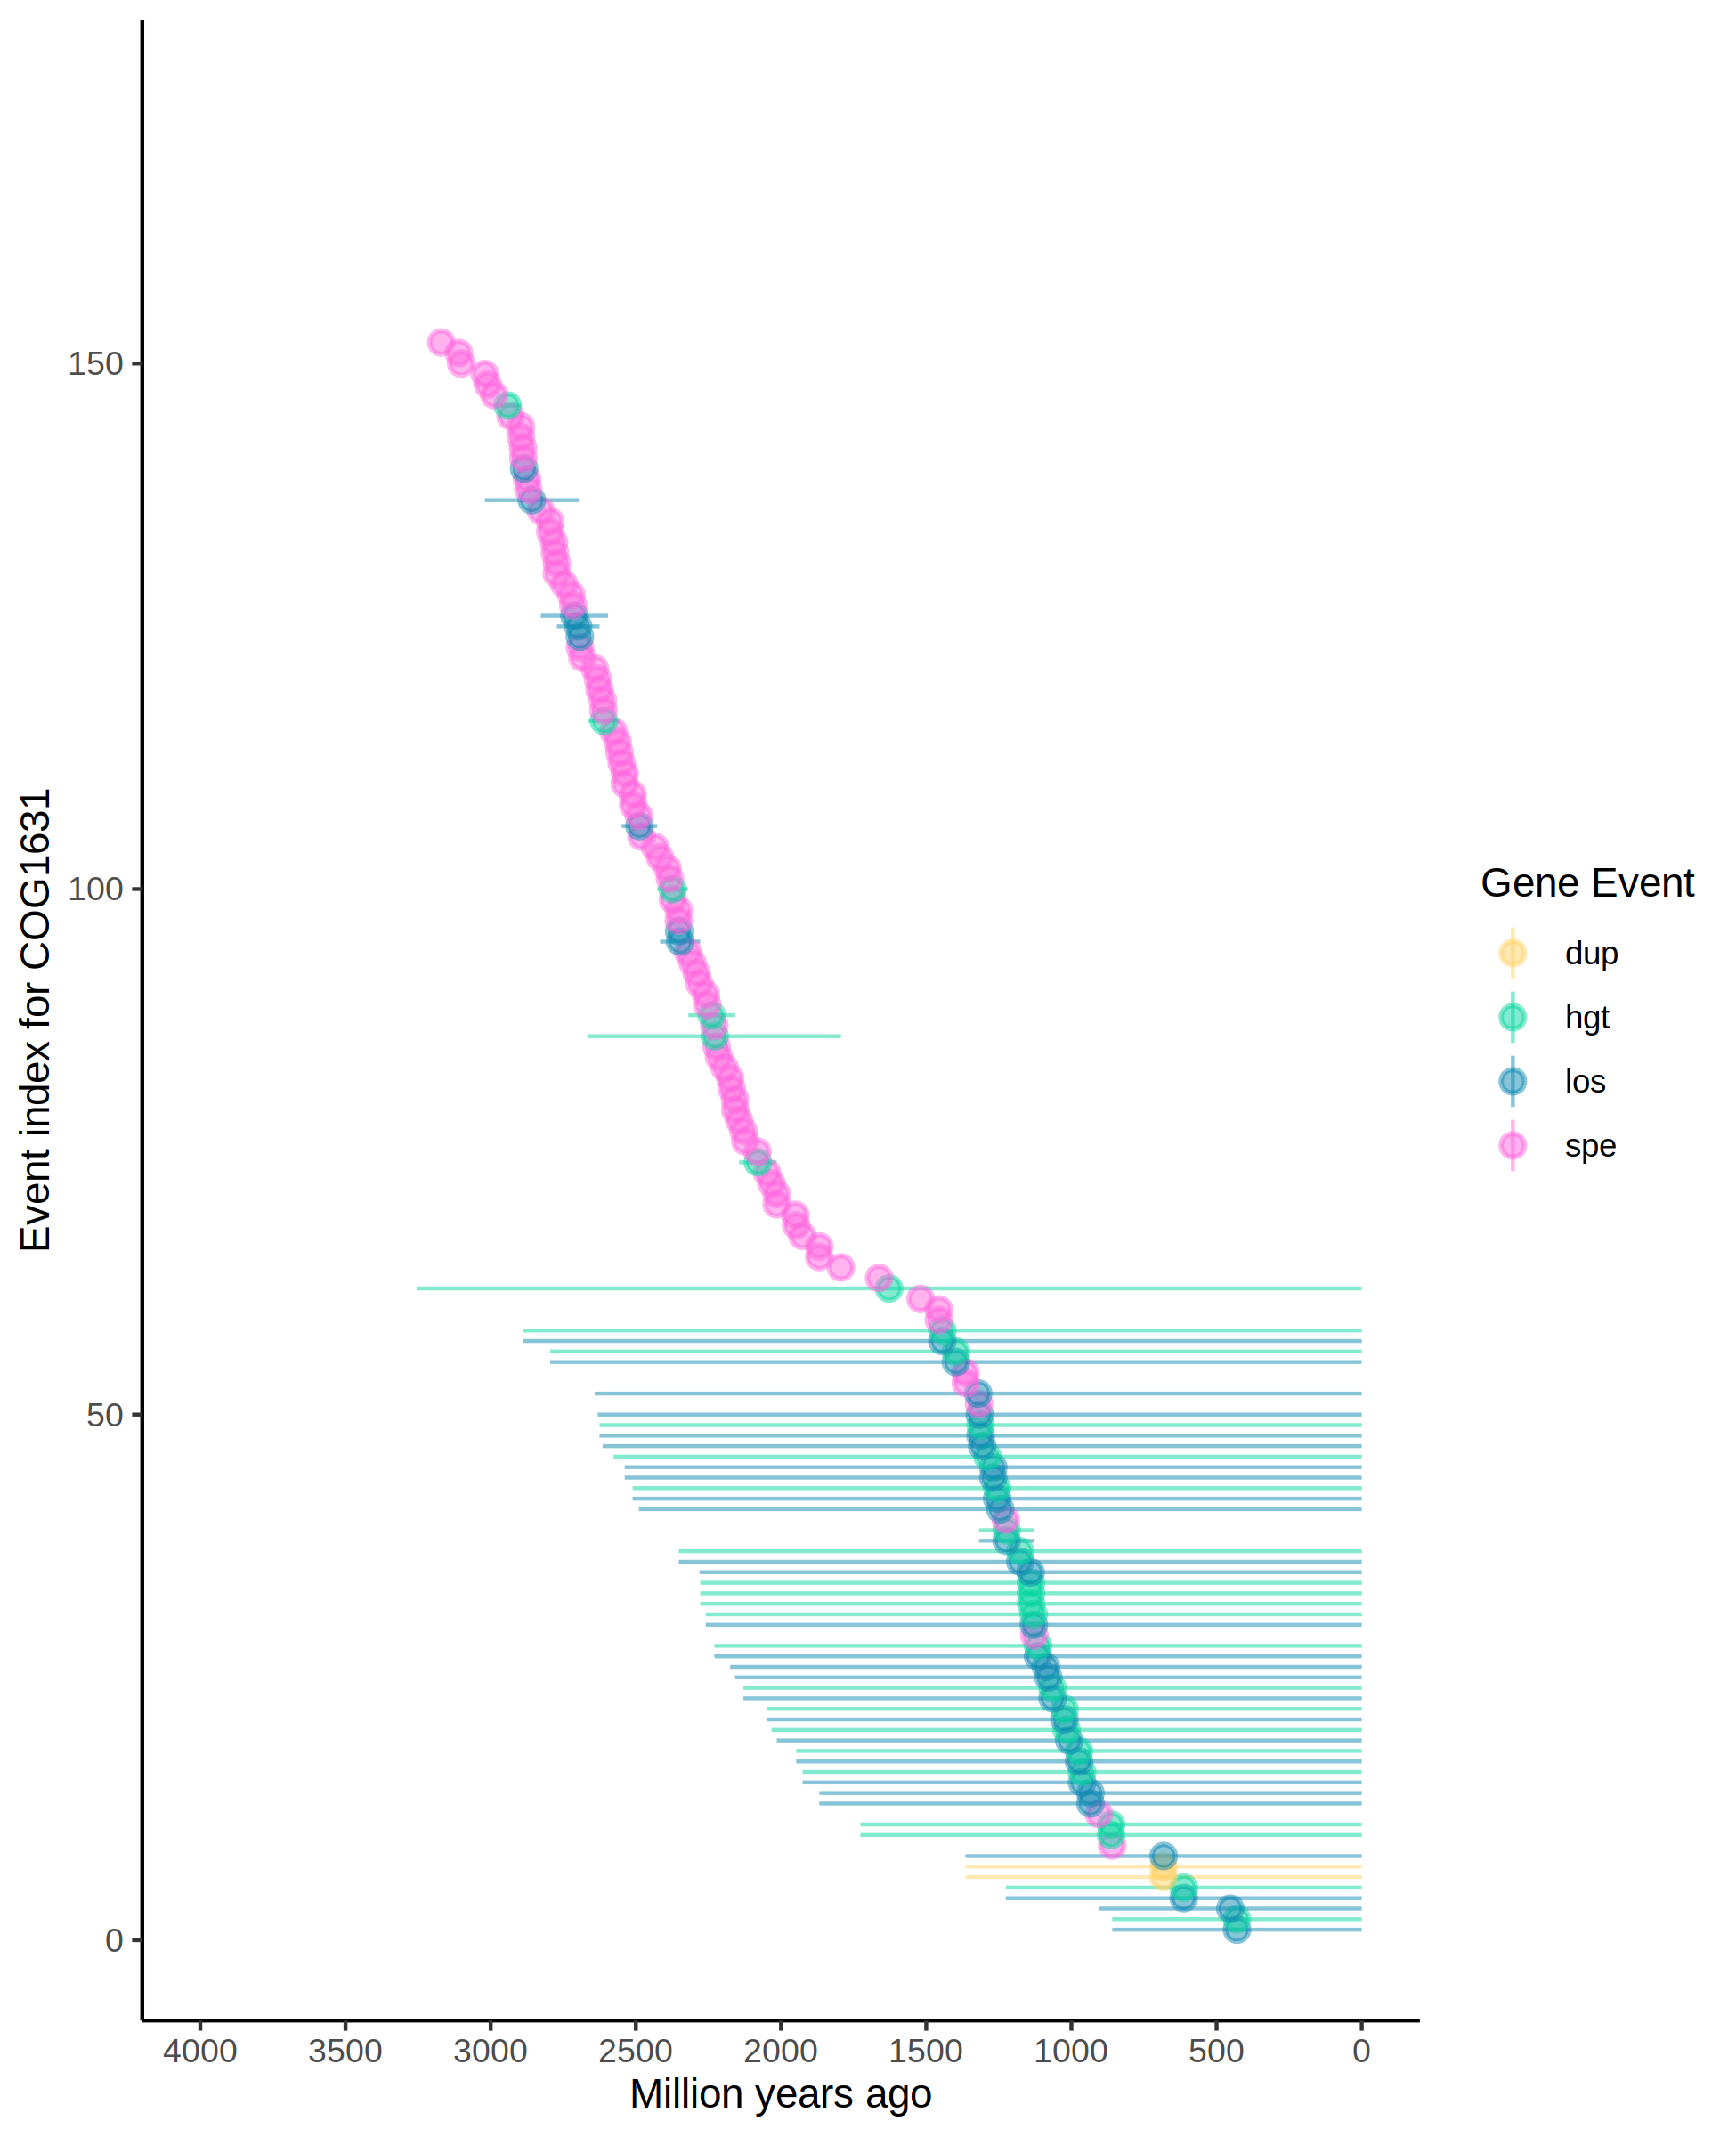 150
100
50
0
Event index for COG1631
4000 3500 3000 2500 2000 1500 1000 500 0
Million years ago
Gene Event
dup
hgt
los
spe